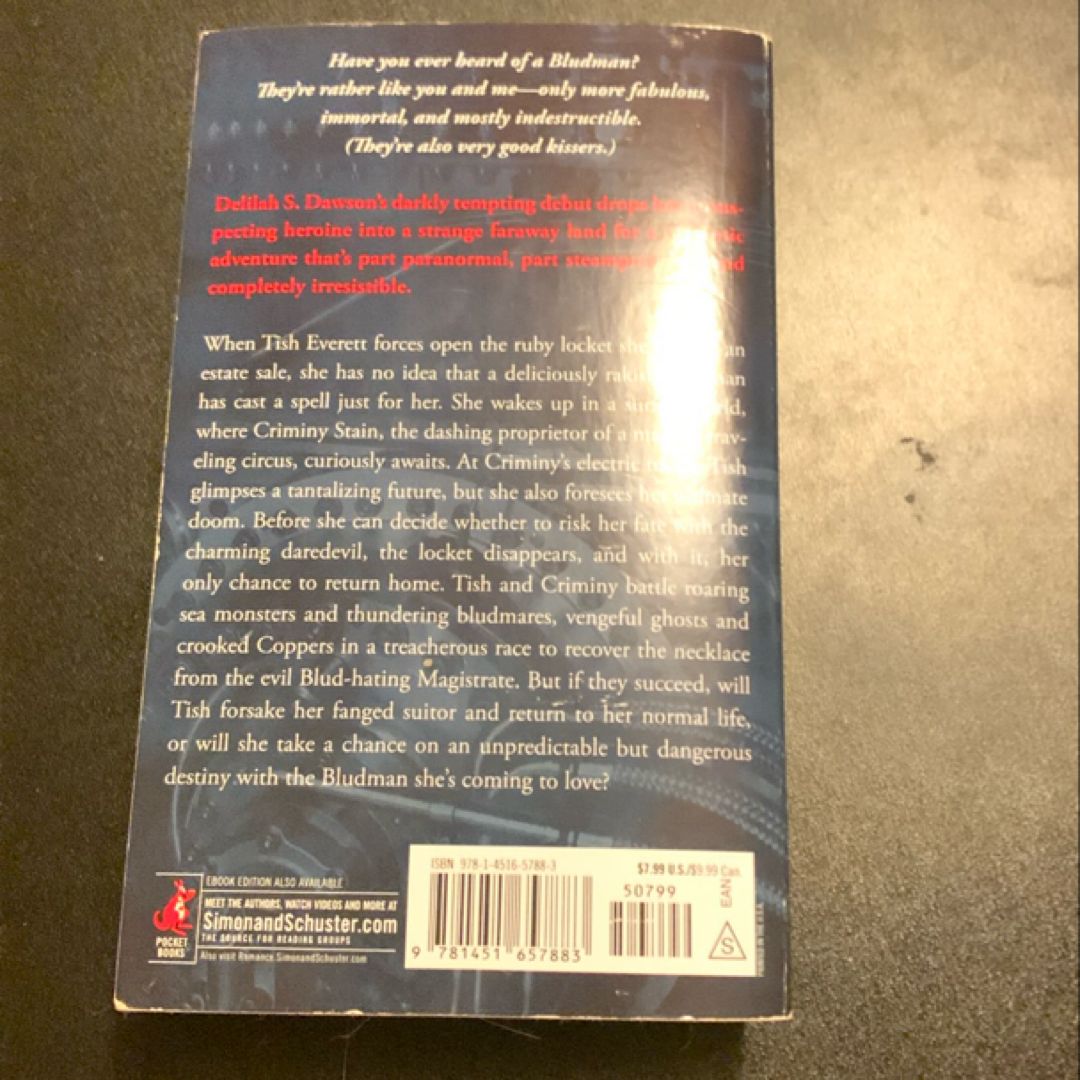 Have you ever heard of a Bludman?
They're rather like you and me—only more fabulous,
immortal, and mostly indestructible.
(They're also very good kissers.)
Delilah S. Dawson's darkly tempting debut drops
pecting heroine into a strange faraway land for
adventure that's part paranormal, part
completely irresistible.
When Tish Everett forces open the ruby locket she
estate sale, she has no idea that a deliciously
has cast a spell just for her. She wakes up in a
where Criminy Stain, the dashing proprietor of a
eling circus, curiously awaits. At Criminy's electric Tish
glimpses a tantalizing future, but she also foresees her
doom. Before she can decide whether to risk her fate with the
charming daredevil, the locket disappears, and with it, her
only chance to return home. Tish and Criminy battle roaring
sea monsters and thundering bludmares, vengeful ghosts and
crooked Coppers in a treacherous race to recover the necklace
from the evil Blud-hating Magistrate. But if they succeed, will
Tish forsake her fanged suitor and return to her normal life,
or will she take a chance on an unpredictable but dangerous
destiny with the Bludman she's coming to love?
EBOOK EDITION ALSO AVAILABLE
MEET THE AUTHORS, WATCH VIDEOS AND MORE AT
SimonandSchuster.com
THE SOURCE FOR READING GROUPS
Also visit Romance.SimonandSchuster.com
POCKET
BOOKS
ISBN 978-1-4516-5788-3
$7.99 U.S./$9.99 Can.
50799
EAN
S
9 781451 657883